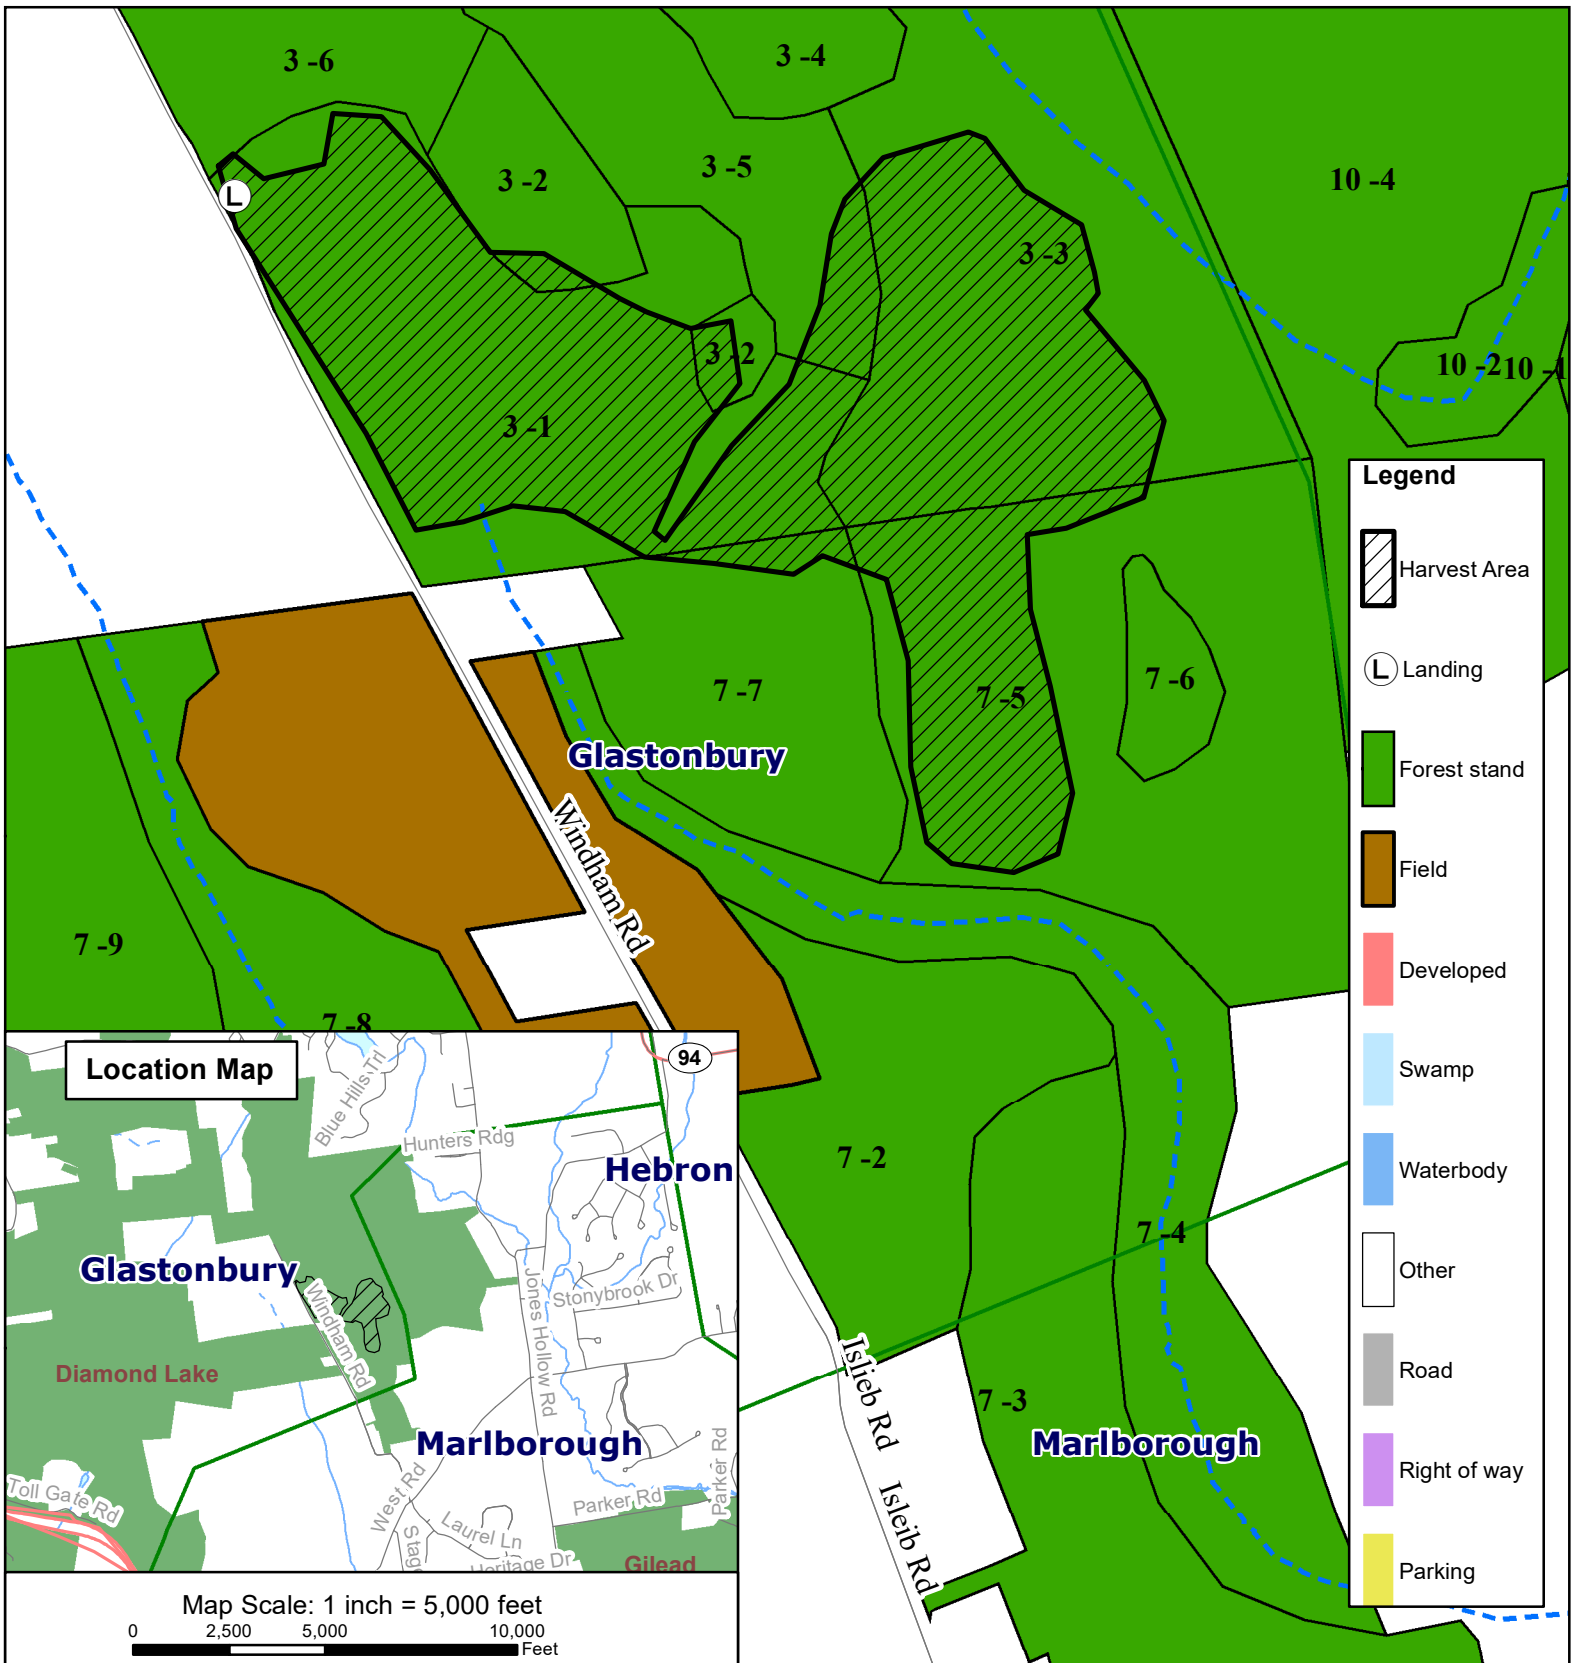 3 -6
3 -4
3 -5
3 -2
10 -4
L
3 -3
3 -2
10 -2
10 -1
3 -1
Legend
Harvest Area
L Landing
Forest stand
Field
Developed
Swamp
Waterbody
Other
Road
Right of way
Parking
7 -6
7 -7
7 -5
Glastonbury
Windham Rd
7 -9
7 -8
7 -2
7 -4
7 -3
Islieb Rd
Isleib Rd
Marlborough
Location Map
94
Blue Hills Trl
Hunters Rdg
Hebron
Glastonbury
Windham Rd
Jones Hollow Rd
Stonybrook Dr
Diamond Lake
Marlborough
Toll Gate Rd
West Rd
Parker Rd
Parker Rd
Laurel Ln
Stag
Heritage Dr
Gilead
Map Scale: 1 inch = 5,000 feet
0 2,500 5,000 10,000
Feet